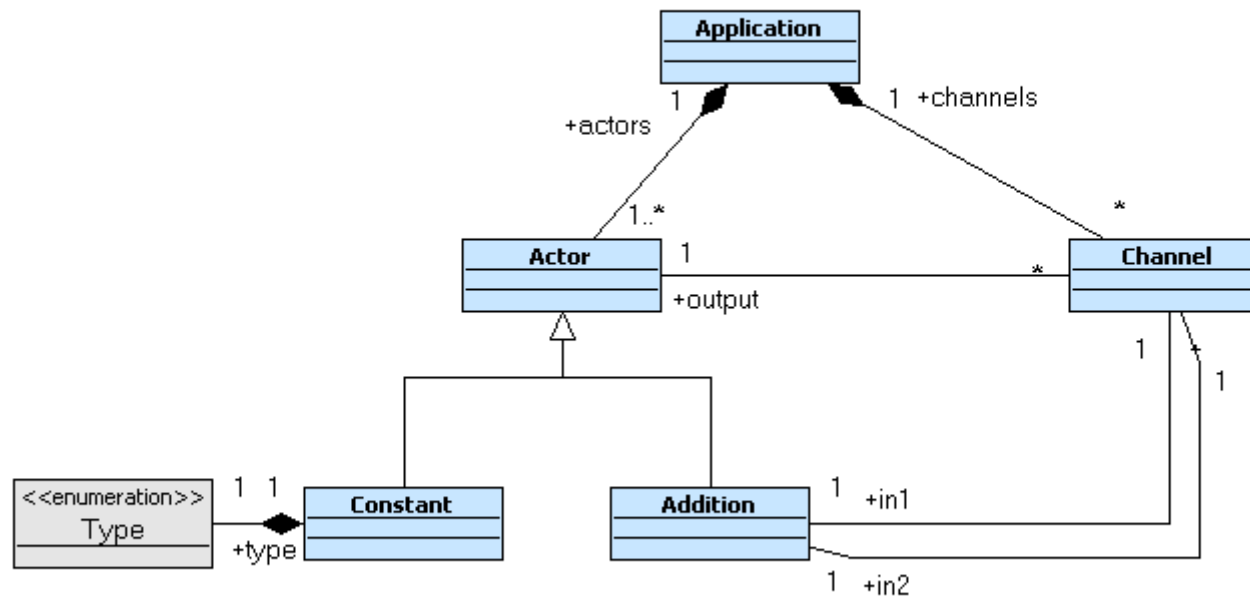 Application
1
1
+channels
+actors
1..*
*
Actor
1
*
Channel
+output
1
1
<<enumeration>>
Type
1
1
+type
Constant
Addition
1
+in1
1
+in2